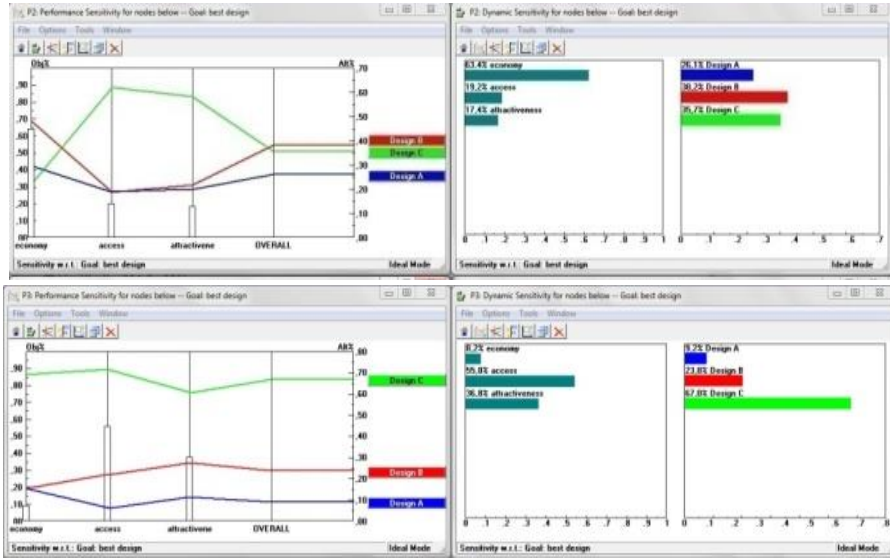 P2: Performance Sensitivity for nodes below -- Goal: best design
File Options Tools Window
Obj% Alt%
.90
.80
.70
.60
.50
.40
.30
.20
.10
.00
.70
.60
.50
.40
.30
.20
.10
.00
Design B
Design C
Design A
economy access attractivene OVERALL
Sensitivity w.r.t.: Goal: best design Ideal Mode
P2: Dynamic Sensitivity for nodes below -- Goal: best design
File Options Tools Window
63,4% economy
19,2% access
17,4% attractiveness
0 .1 .2 .3 .4 .5 .6 .7 .8 .9 1
26,1% Design A
38,2% Design B
35,7% Design C
0 .1 .2 .3 .4 .5 .6 .7
Sensitivity w.r.t.: Goal: best design Ideal Mode
P3: Performance Sensitivity for nodes below -- Goal: best design
File Options Tools Window
Obj% Alt%
.90
.80
.70
.60
.50
.40
.30
.20
.10
.00
.80
.70
.60
.50
.40
.30
.20
.10
.00
Design C
Design B
Design A
economy access attractivene OVERALL
Sensitivity w.r.t.: Goal: best design Ideal Mode
P3: Dynamic Sensitivity for nodes below -- Goal: best design
File Options Tools Window
8,2% economy
55,0% access
36,8% attractiveness
0 .1 .2 .3 .4 .5 .6 .7 .8 .9 1
9,2% Design A
23,8% Design B
67,0% Design C
0 .1 .2 .3 .4 .5 .6 .7 .8
Sensitivity w.r.t.: Goal: best design Ideal Mode